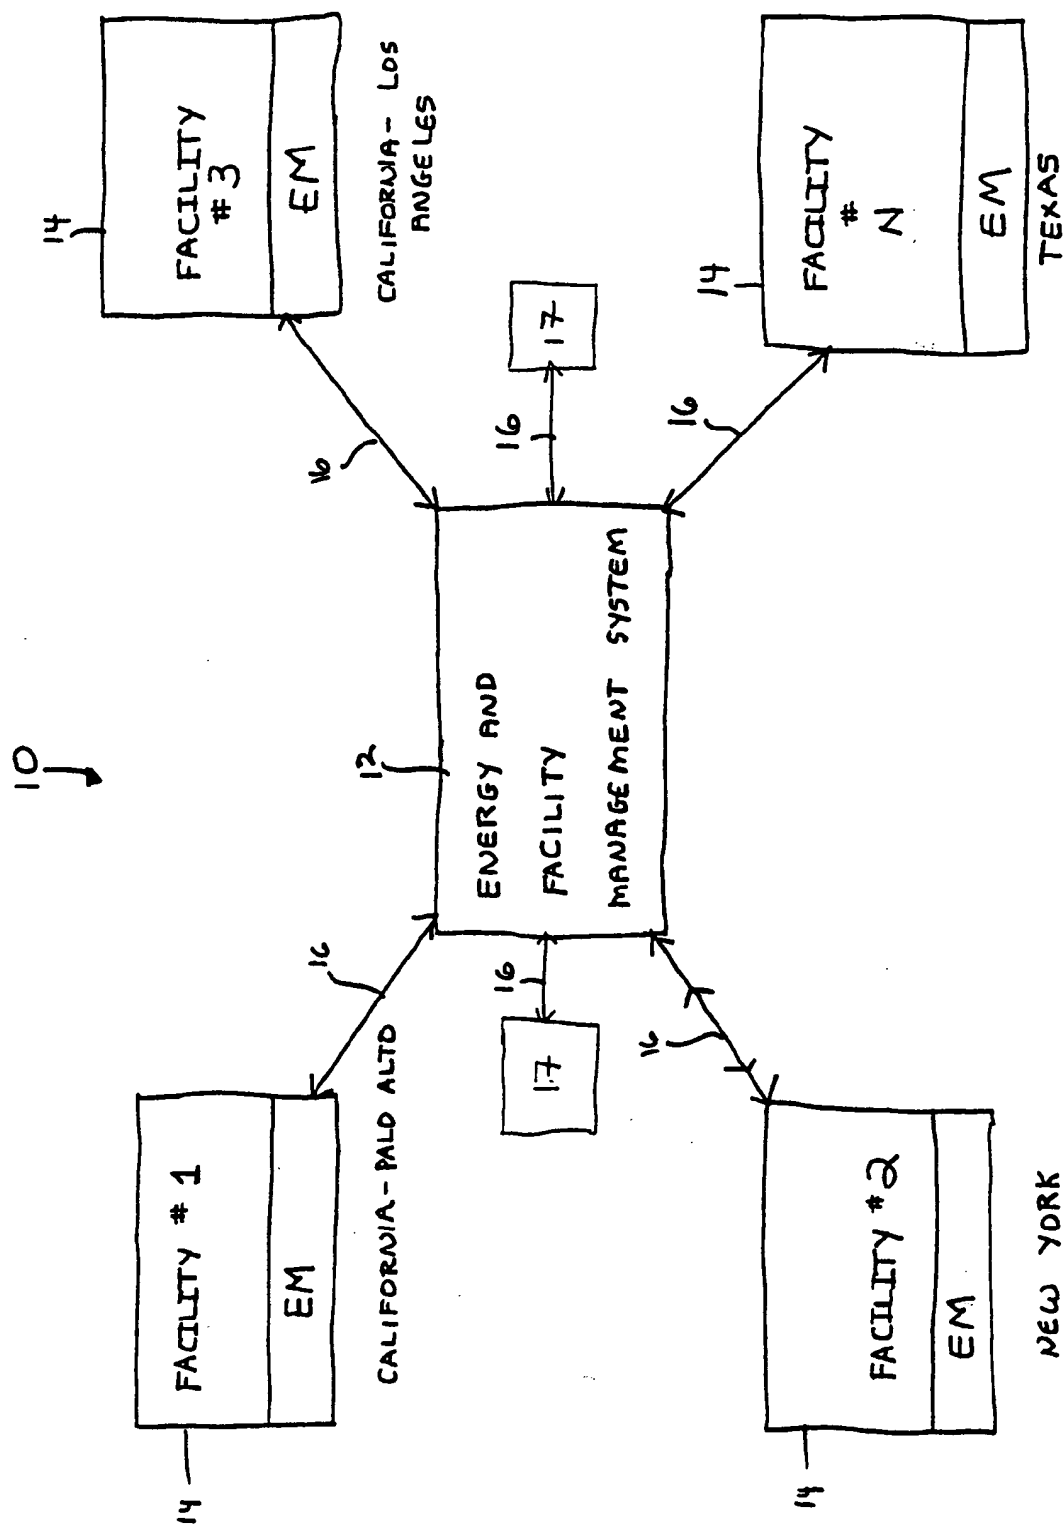 10
14
FACILITY # 1
EM
CALIFORNIA - PALO ALTO
16
14
FACILITY
# 3
EM
CALIFORNIA - LOS
ANGELES
16
12
ENERGY AND
FACILITY
MANAGEMENT SYSTEM
16
17
16
17
14
FACILITY #2
EM
NEW YORK
16
14
FACILITY
#
N
EM
TEXAS
16